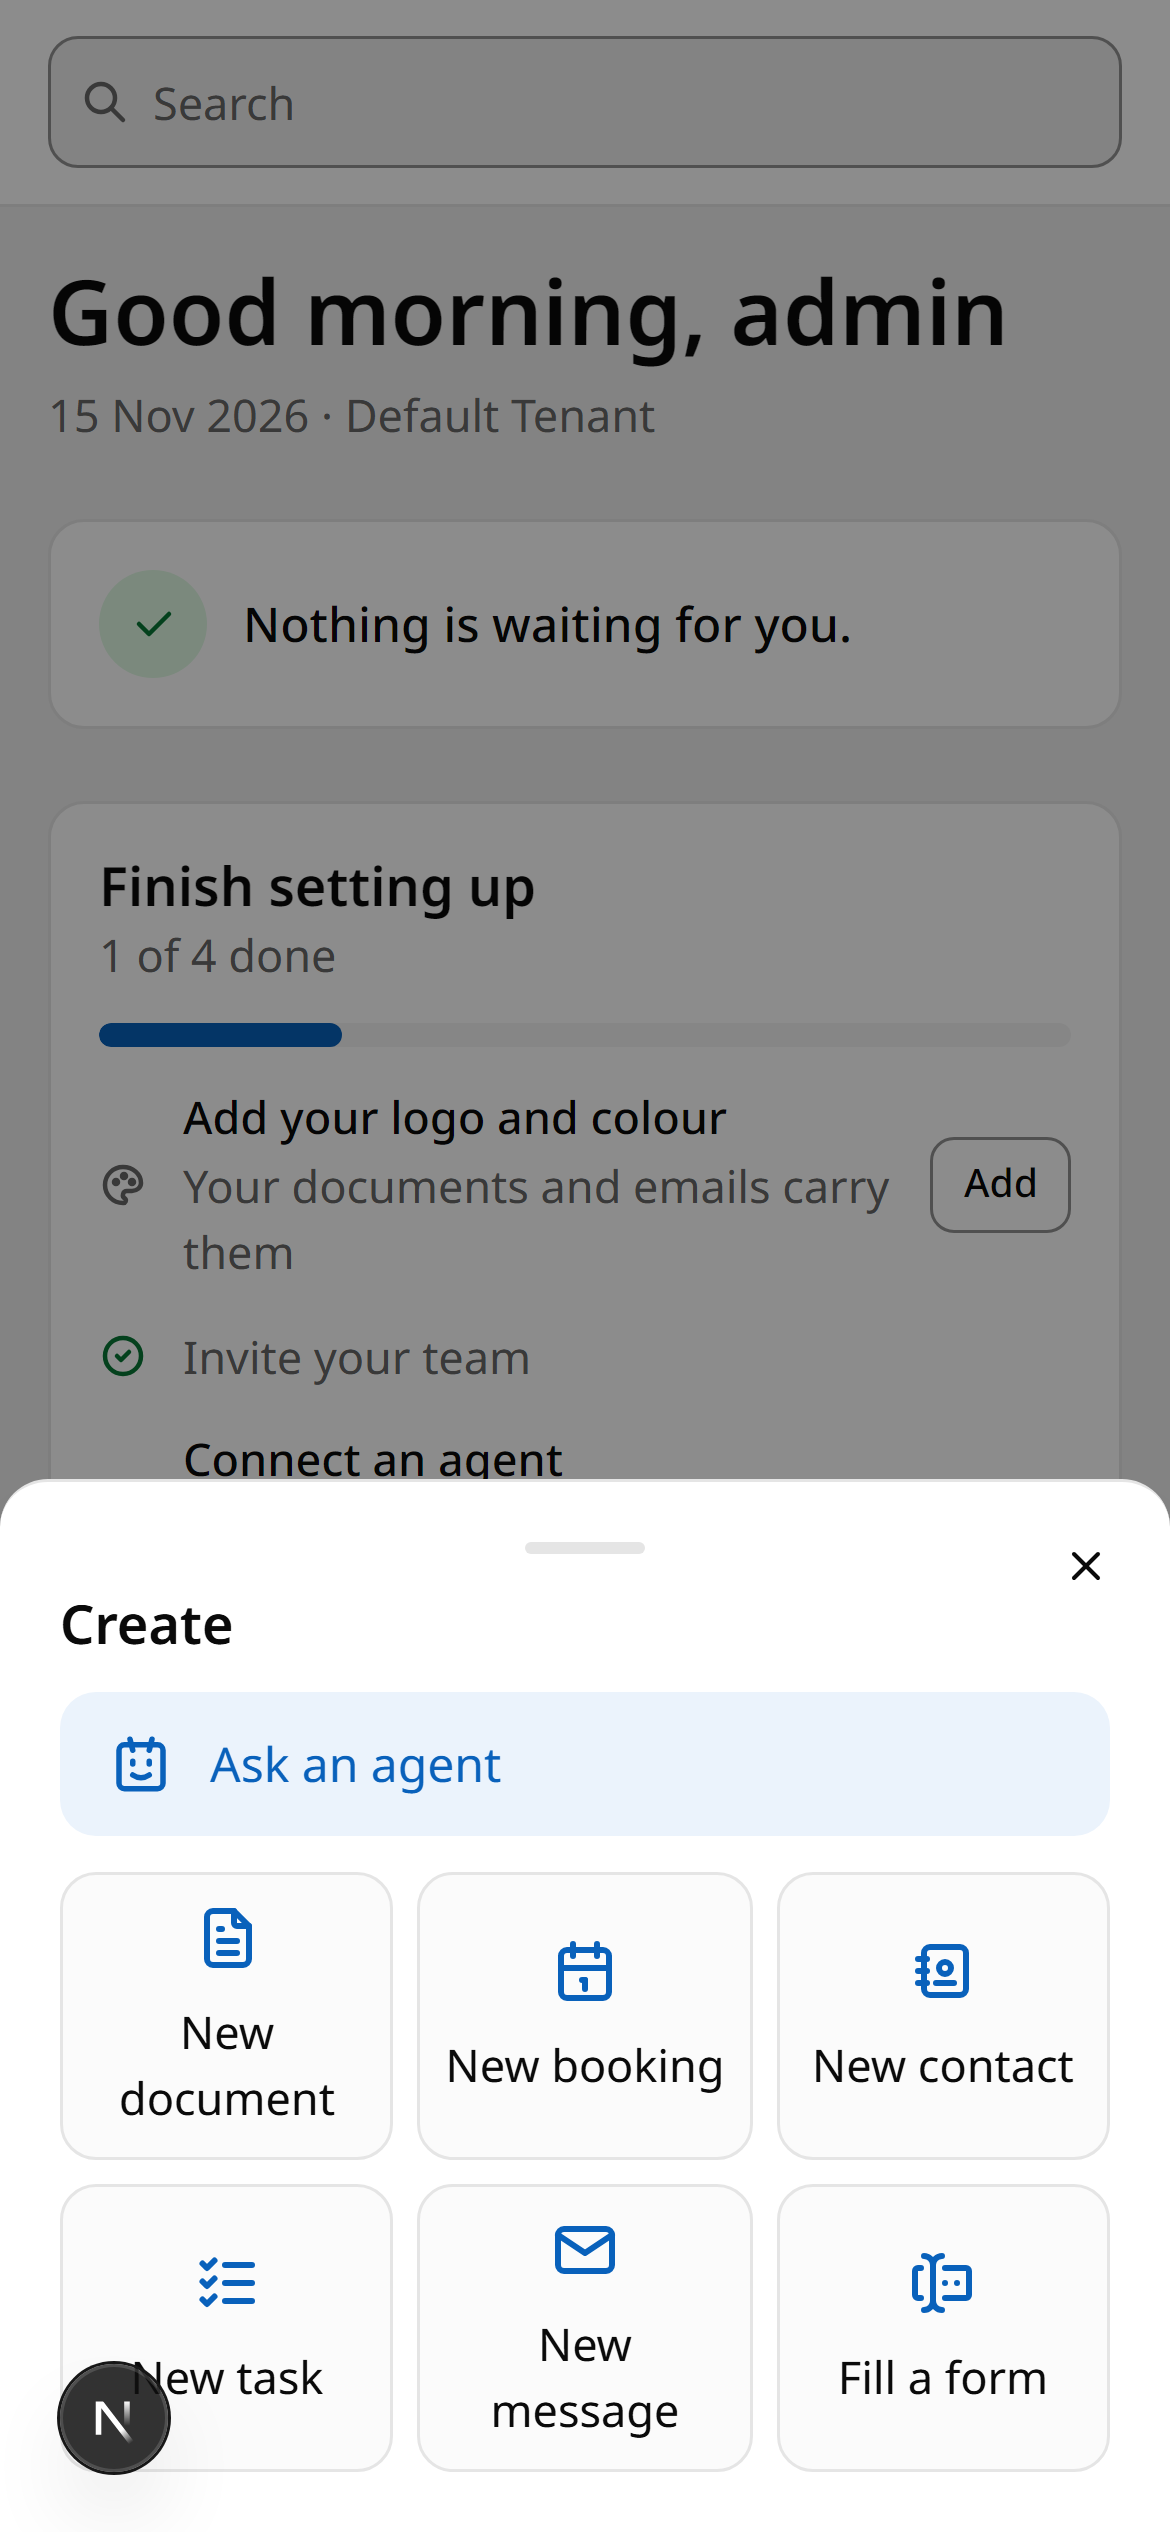 Search
Good morning, admin
15 Nov 2026 · Default Tenant
Nothing is waiting for you.
Finish setting up
1 of 4 done
Add your logo and colour
Your documents and emails carry
them
Add
Invite your team
Connect an agent
Create
Ask an agent
New
document
New booking
New contact
New task
New
message
Fill a form
N